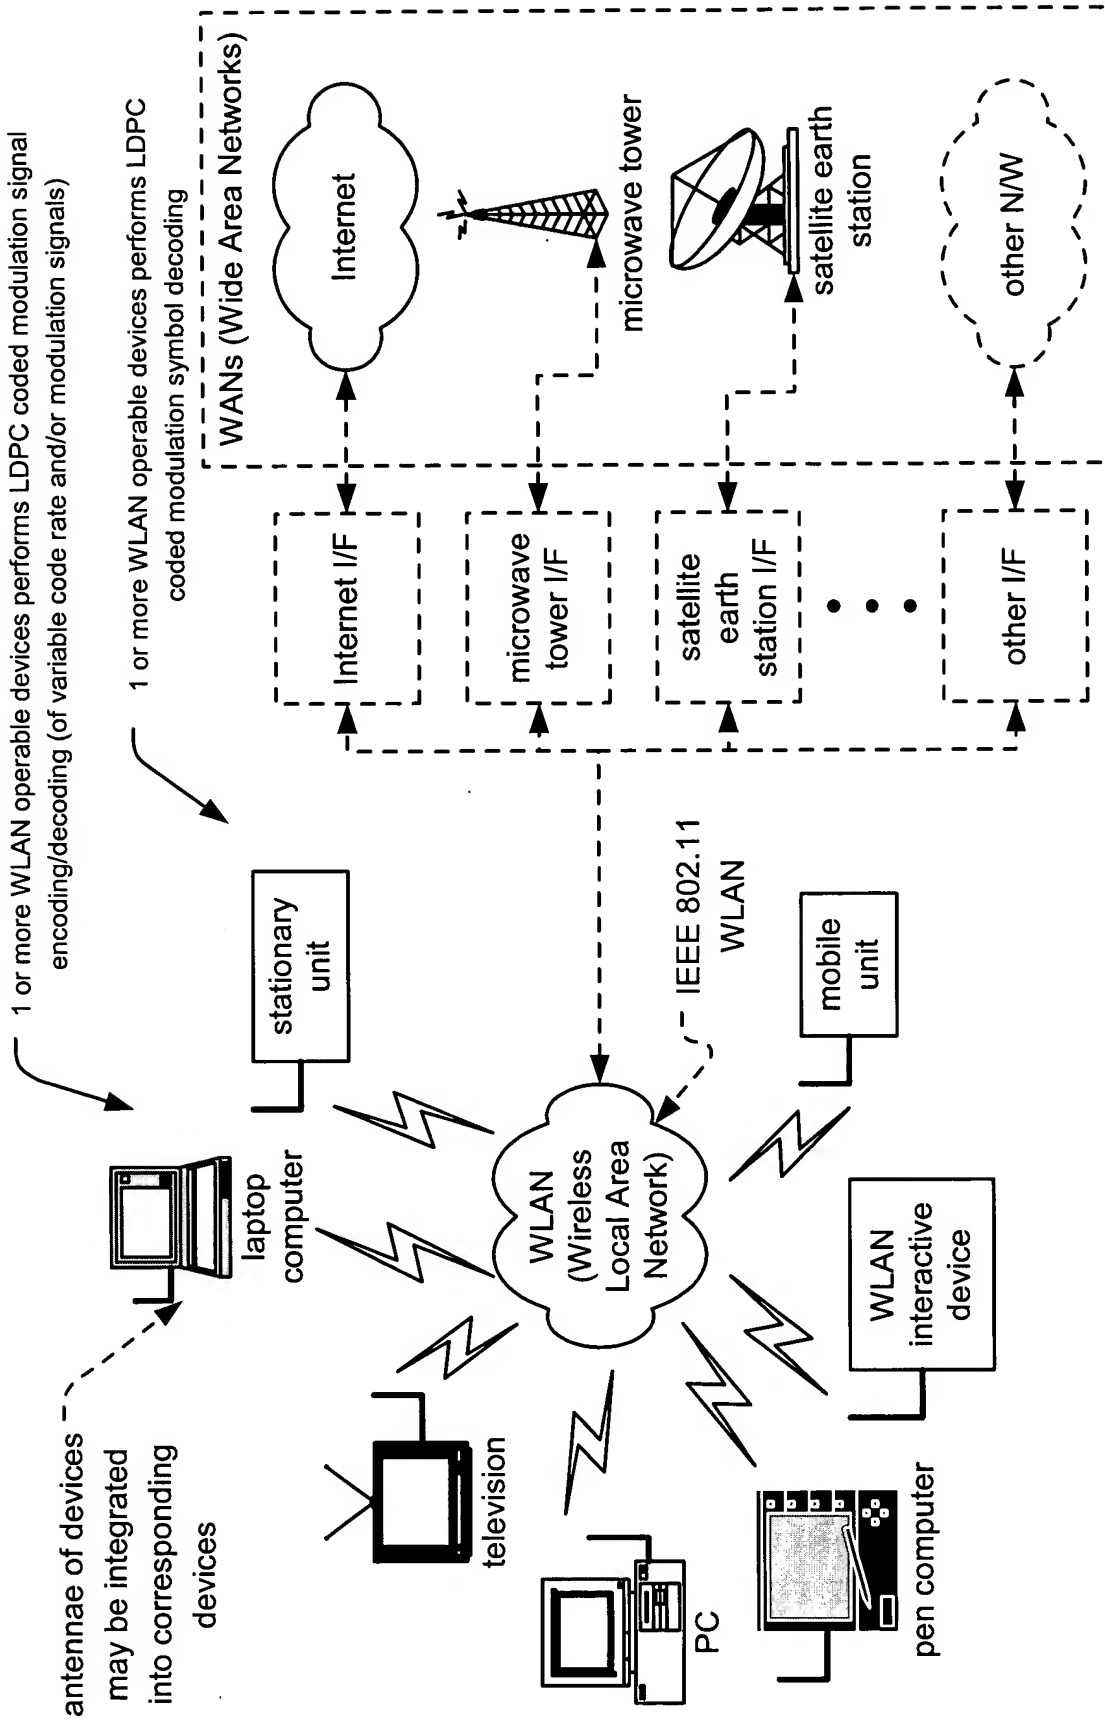 1 or more WLAN operable devices performs LDPC coded modulation signal
encoding/decoding (of variable code rate and/or modulation signals)
1 or more WLAN operable devices performs LDPC
coded modulation symbol decoding
antennae of devices
may be integrated
into corresponding
devices
laptop
computer
stationary
unit
television
PC
pen computer
WLAN
interactive
device
mobile
unit
WLAN
(Wireless
Local Area
Network)
IEEE 802.11
WLAN
Internet I/F
microwave
tower I/F
satellite
earth
station I/F
other I/F
WANs (Wide Area Networks)
Internet
microwave tower
satellite earth
station
other N/W